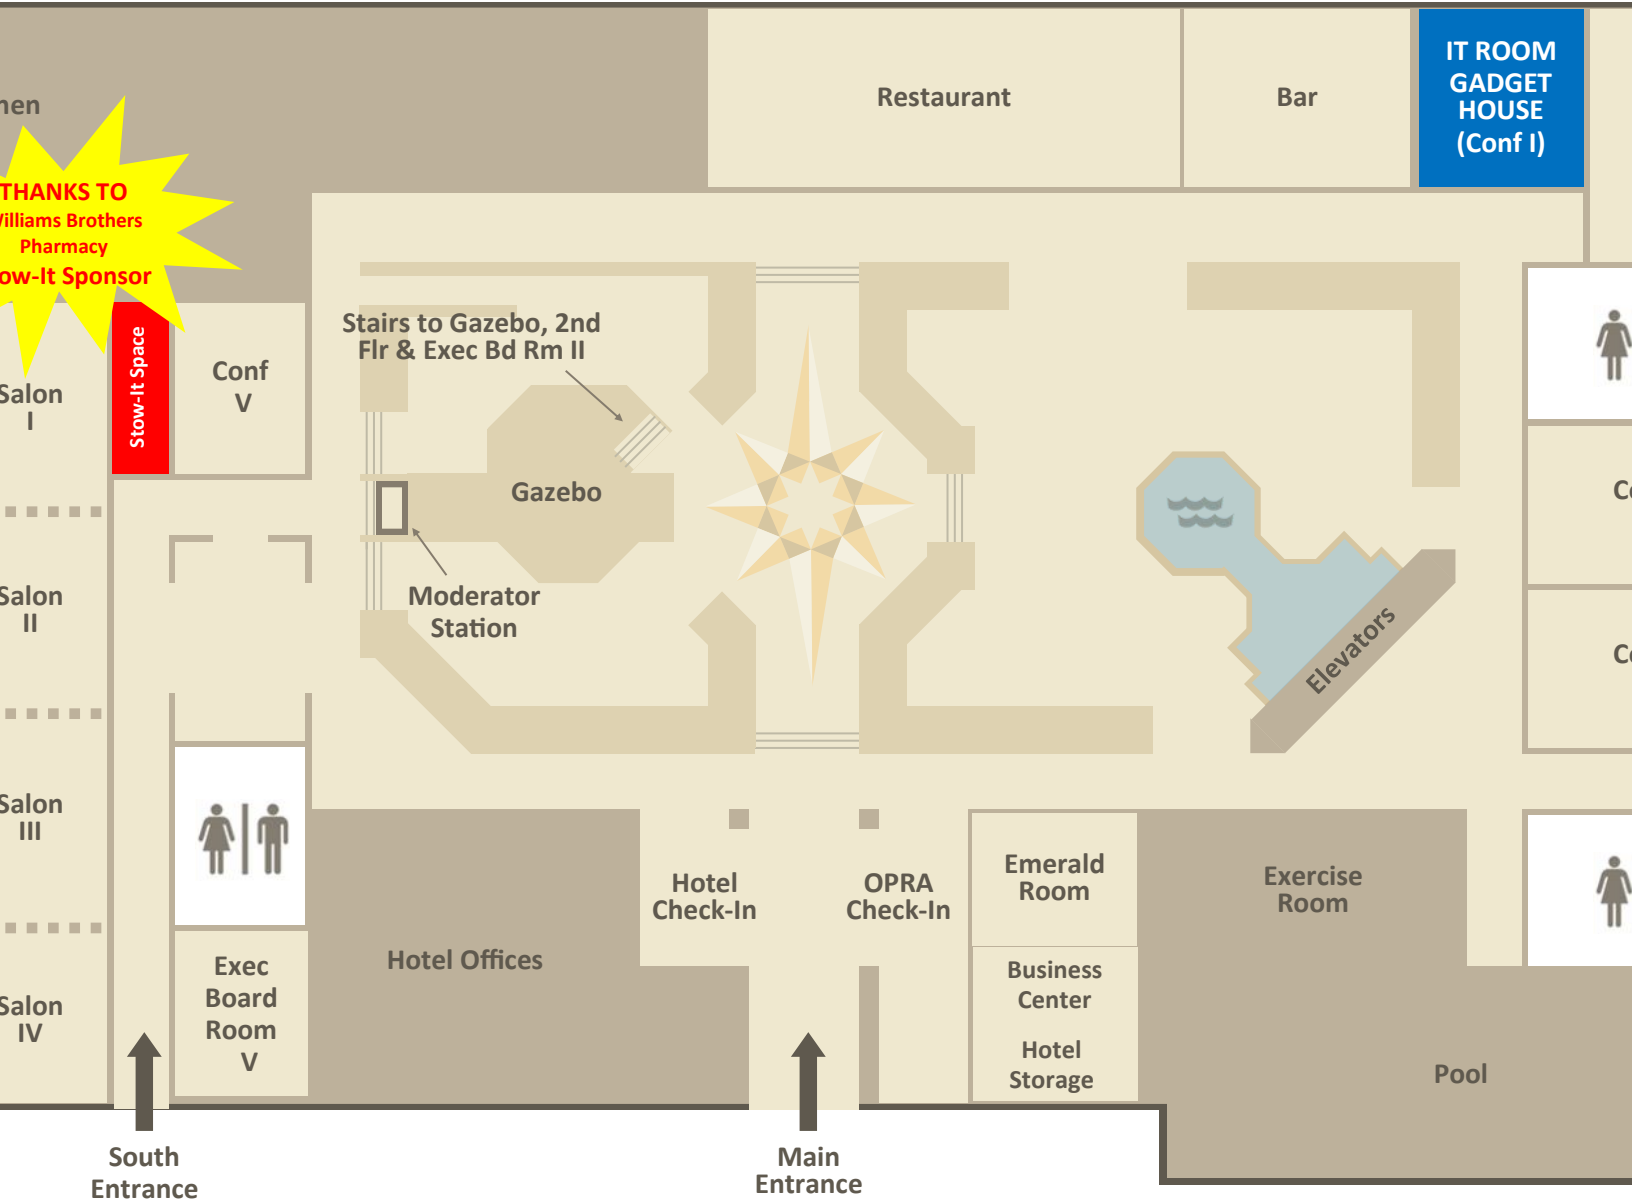 Restaurant
Bar
IT ROOM
GADGET
HOUSE
(Conf I)
THANKS TO
Brothers
Pharmacy
Sponsor
Stow-It Space
Conf
V
Stairs to Gazebo, 2nd
Flr & Exec Bd Rm II
Gazebo
Moderator
Station
Elevators
Salon
I
Salon
II
Salon
III
Salon
IV
Hotel
Check-In
OPRA
Check-In
Emerald
Room
Exercise
Room
Hotel Offices
Exec
Board
Room
V
Business
Center
Hotel
Storage
Pool
South
Entrance
Main
Entrance